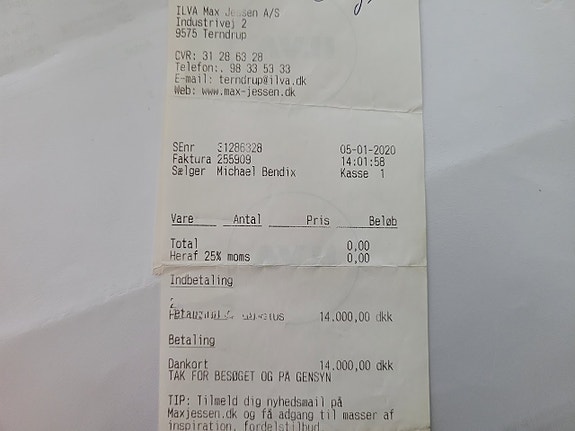 ILVA Max Jessen A/S
Industrivej 2
9575 Terndrup
CVR: 31 28 63 28
Telefon:. 98 33 53 33
E-mail: terndrup@ilva.dk
Web: www.max-jessen.dk
SEnr 31286328 05-01-2020
Faktura 255909 14:01:58
Sælger Michael Bendix Kasse 1
Vare Antal Pris Beløb
Total 0,00
Heraf 25% moms 0,00
Indbetaling
14.000,00 dkk
Betaling
Dankort 14.000,00 dkk
TAK FOR BESØGET OG PÅ GENSYN
TIP: Tilmeld dig nyhedsmail på
Maxjessen.dk og få adgang til masser af
inspiration, fordelstilbud